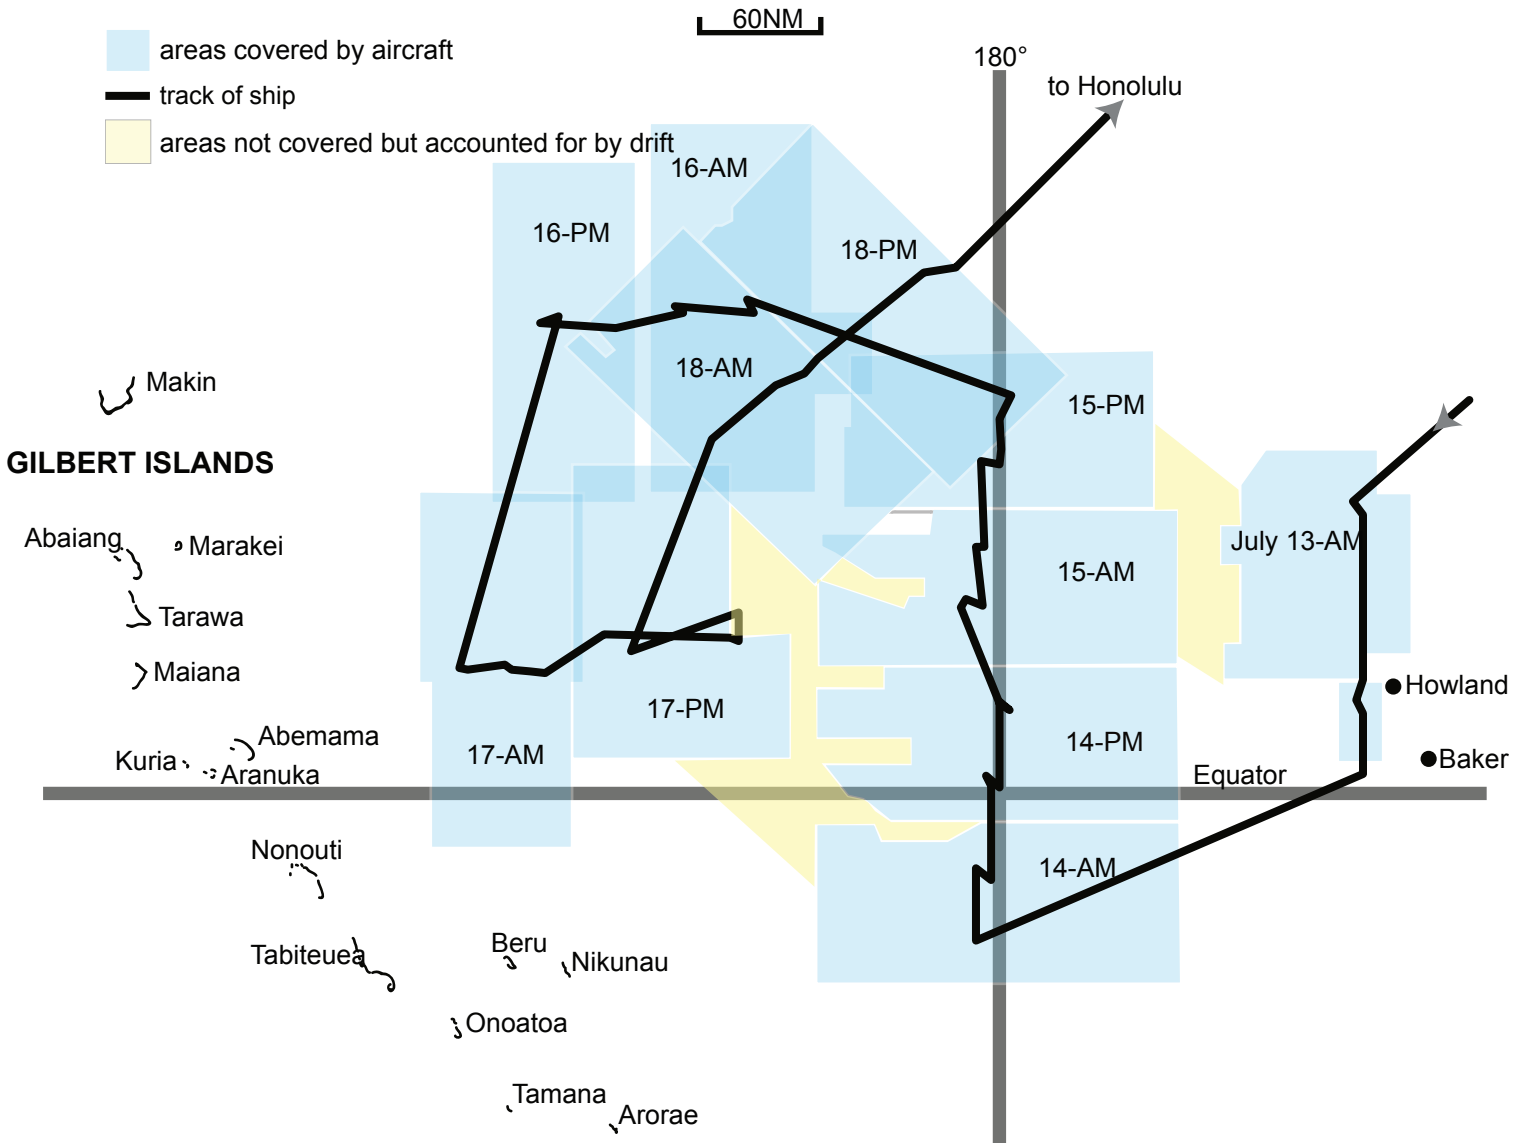 60NM
areas covered by aircraft
180°
to Honolulu
track of ship
areas not covered but accounted for by drift
16-AM
16-PM
18-PM
18-AM
Makin
15-PM
GILBERT ISLANDS
Abaiang
Marakei
July 13-AM
15-AM
Tarawa
Maiana
Howland
17-PM
Abemama
14-PM
17-AM
Kuria
Baker
Aranuka
Equator
Nonouti
14-AM
Beru
Tabiteuea
Nikunau
Onoatoa
Tamana
Arorae